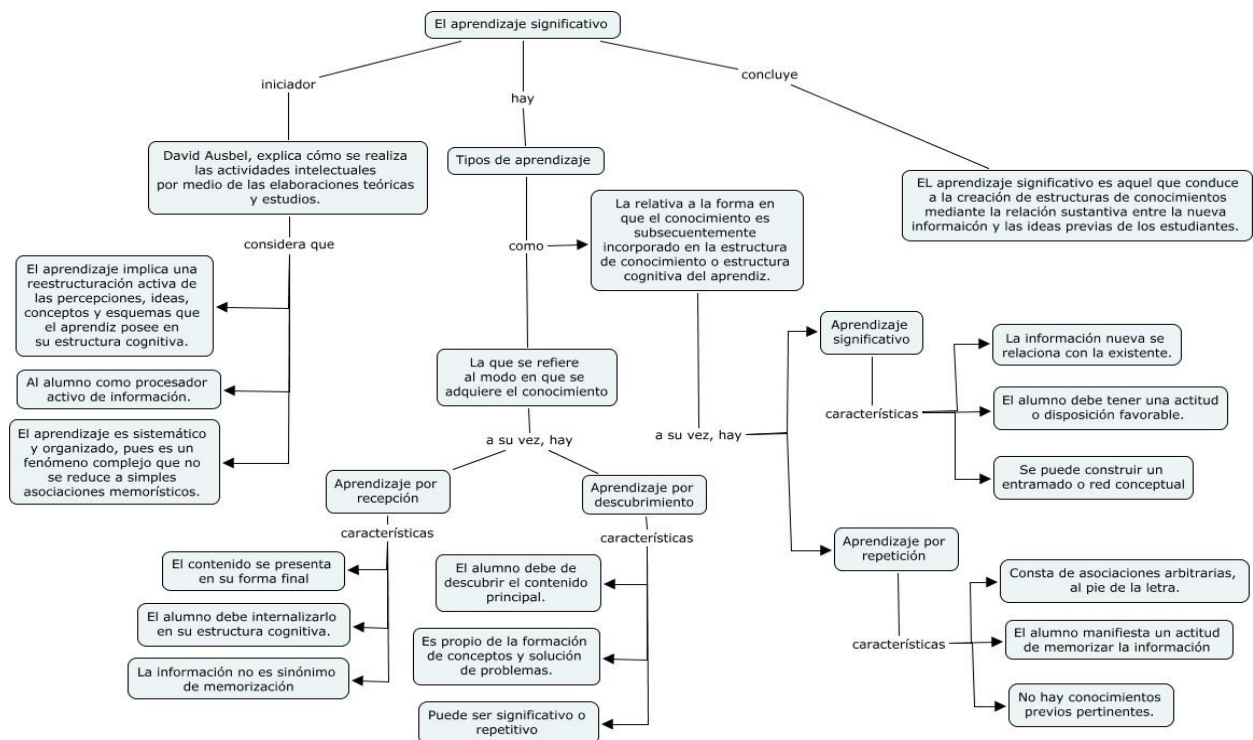 El aprendizaje significativo
iniciador
hay
concluye
David Ausbel, explica cómo se realiza
las actividades intelectuales
por medio de las elaboraciones teóricas
y estudios.
considera que
El aprendizaje implica una
reestructuración activa de
las percepciones, ideas,
conceptos y esquemas que
el aprendiz posee en
su estructura cognitiva.
Al alumno como procesador
activo de información.
El aprendizaje es sistemático
y organizado, pues es un
fenómeno complejo que no
se reduce a simples
asociaciones memorísticos.
Tipos de aprendizaje
como
La relativa a la forma en
que el conocimiento es
subsecuentemente
incorporado en la estructura
de conocimiento o estructura
cognitiva del aprendiz.
EL aprendizaje significativo es aquel que conduce
a la creación de estructuras de conocimientos
mediante la relación sustantiva entre la nueva
informaicón y las ideas previas de los estudiantes.
La que se refiere
al modo en que se
adquiere el conocimiento
a su vez, hay
Aprendizaje por
recepción
características
El contenido se presenta
en su forma final
El alumno debe internalizarlo
en su estructura cognitiva.
La información no es sinónimo
de memorización
Aprendizaje por
descubrimiento
características
El alumno debe de
descubrir el contenido
principal.
Es propio de la formación
de conceptos y solución
de problemas.
Puede ser significativo o
repetitivo
a su vez, hay
Aprendizaje
significativo
características
La información nueva se
relaciona con la existente.
El alumno debe tener una actitud
o disposición favorable.
Se puede construir un
entramado o red conceptual
Aprendizaje por
repetición
características
Consta de asociaciones arbitrarias,
al pie de la letra.
El alumno manifiesta un actitud
de memorizar la información
No hay conocimientos
previos pertinentes.